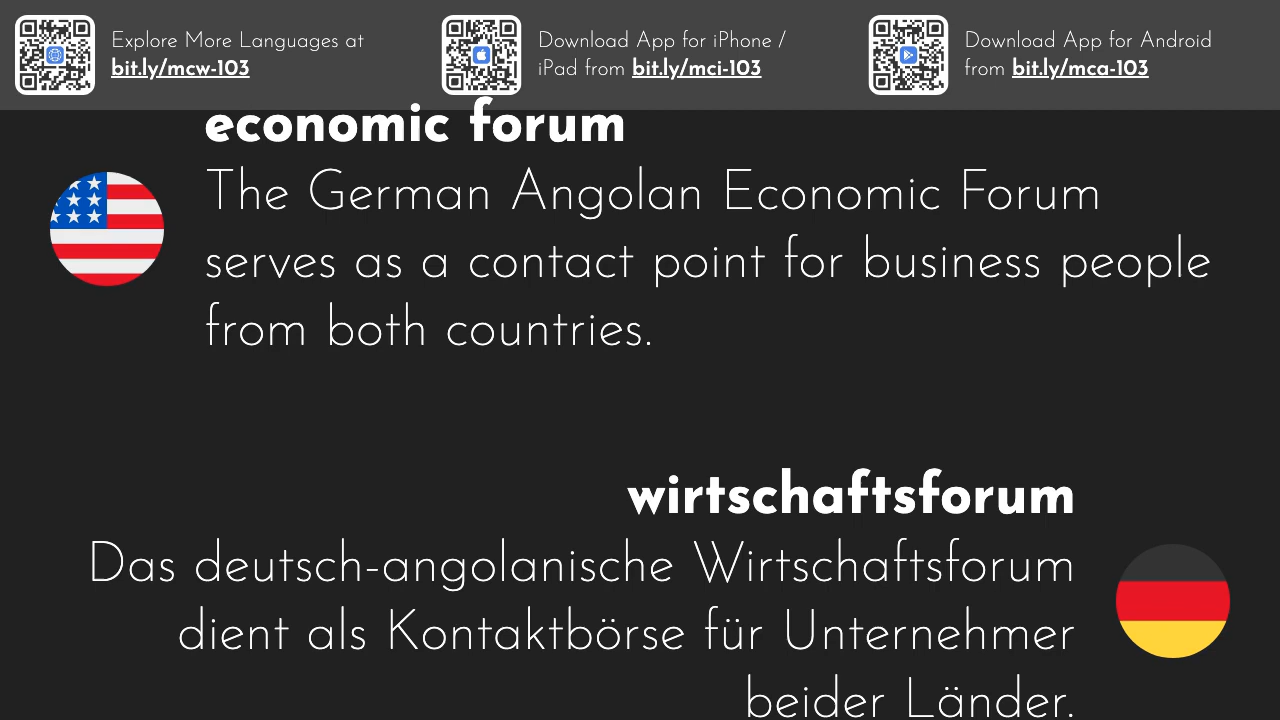 Explore More Languages at
bit.ly/mcw-103
Download App for iPhone /
iPad from bit.ly/mci-103
Download App for Android
from bit.ly/mca-103
economic forum
The German Angolan Economic Forum
serves as a contact point for business people
from both countries.
wirtschaftsforum
Das deutsch-angolanische Wirtschaftsforum
dient als Kontaktbörse für Unternehmer
beider Länder.